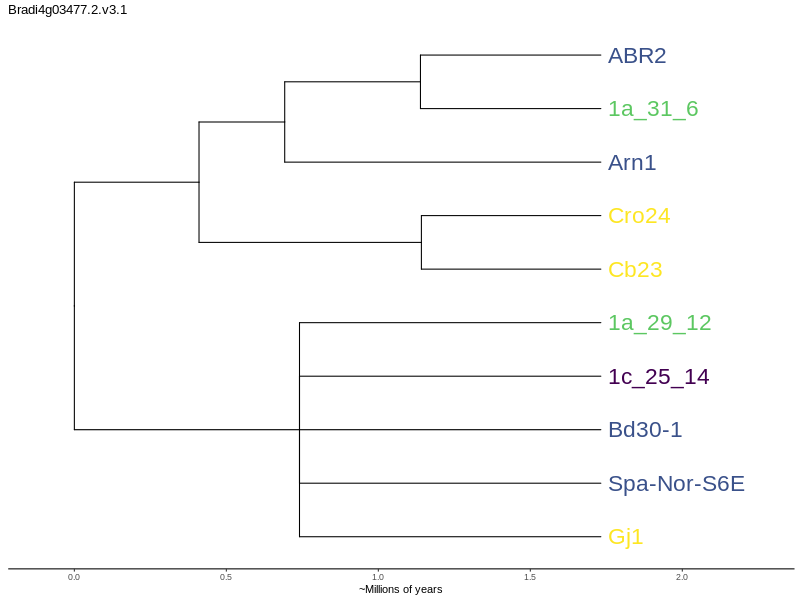 Bradi4g03477.2.v3.1
ABR2
1a_31_6
Arn1
Cro24
Cb23
1a_29_12
1c_25_14
Bd30-1
Spa-Nor-S6E
Gj1
0.0 0.5 1.0 1.5 2.0
~Millions of years